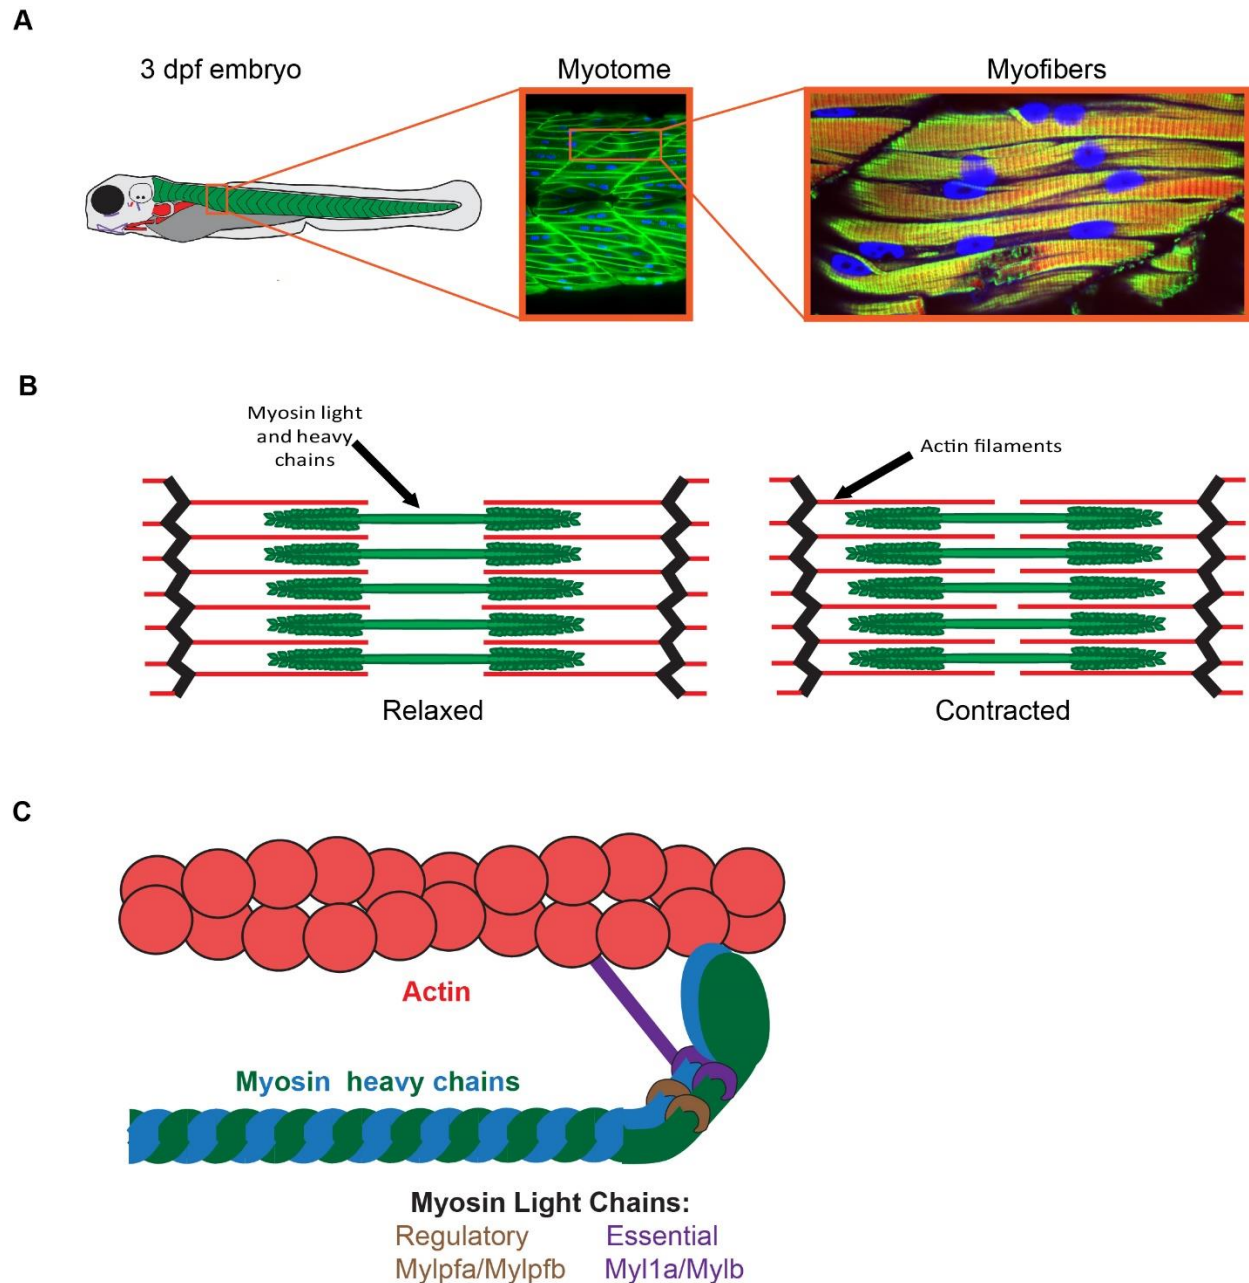 A
3 dpf embryo
Myotome
Myofibers
B
Myosin light
and heavy
chains
Actin filaments
Relaxed
Contracted
C
Actin
Myosin heavy chains
Myosin Light Chains:
Regulatory Essential
Mylpfa/Mylpfb Myl1a/Mylb